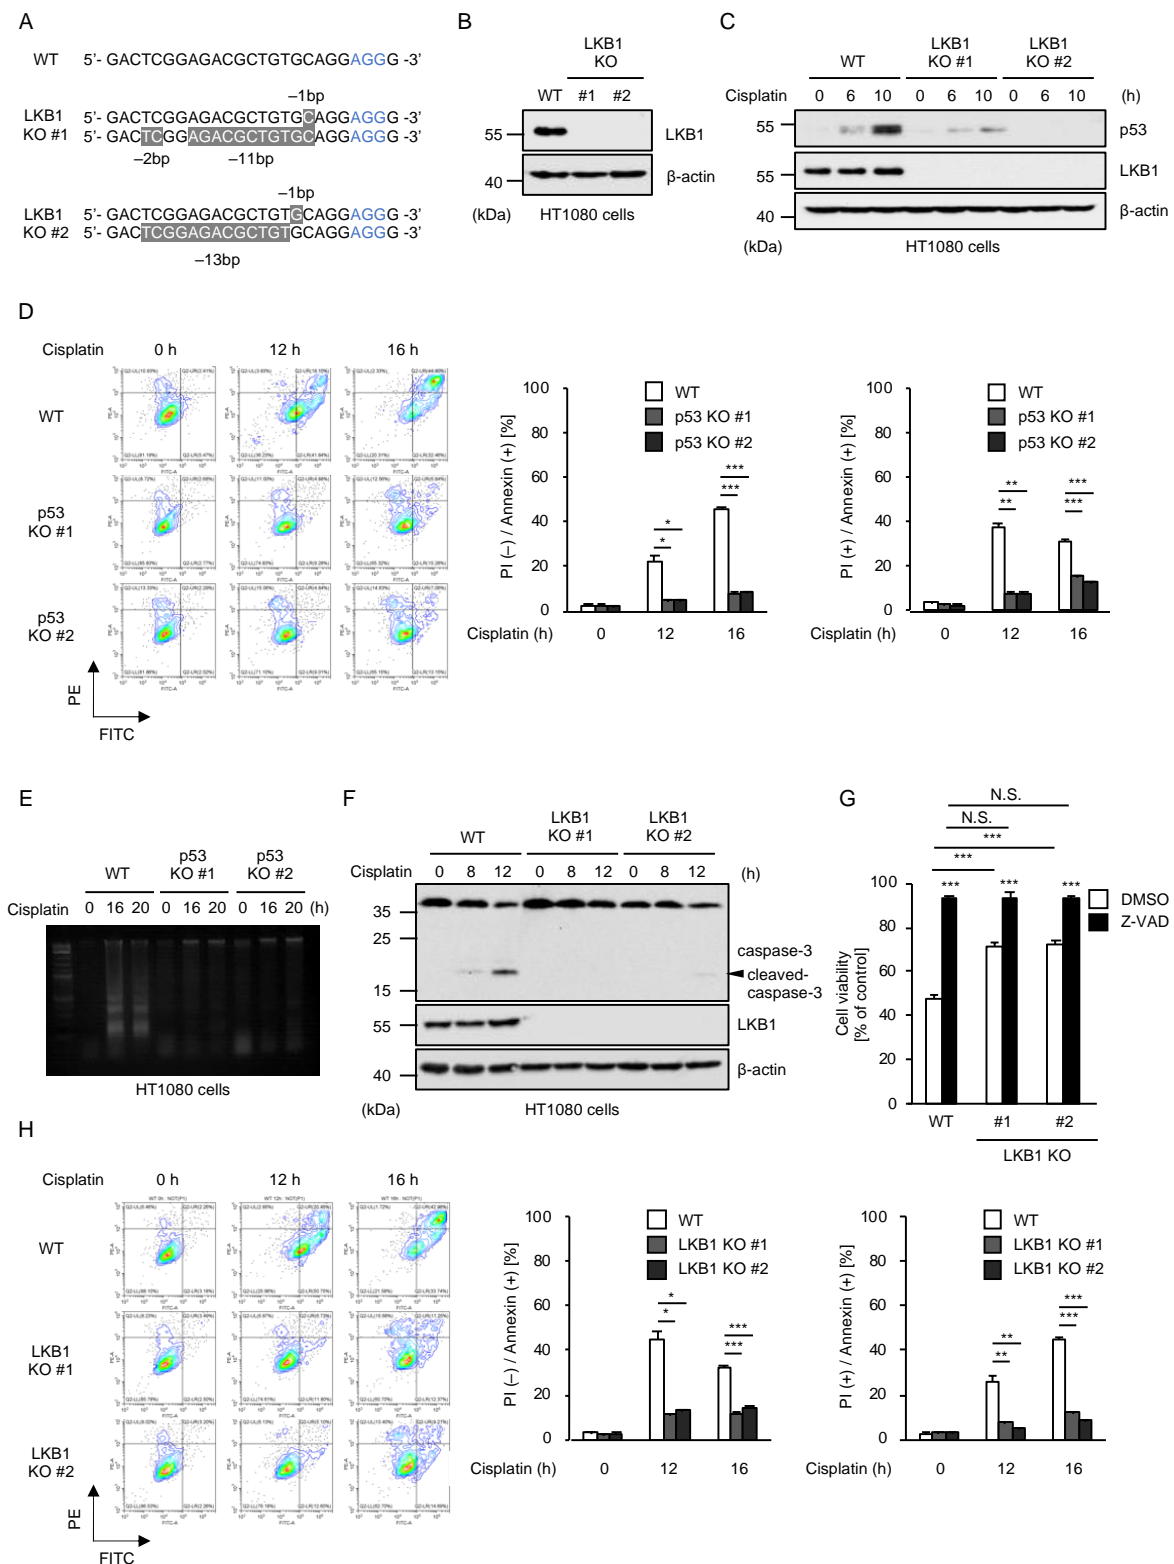 A
WT 5'- GACTCGGAGACGCTGTGCAGGAGGG -3'
–1bp
LKB1 5'- GACTCGGAGACGCTGTGCAGGAGGG -3'
KO #1 5'- GACTCGGAGACGCTGTGCAGGAGGG -3'
–2bp –11bp
–1bp
LKB1 5'- GACTCGGAGACGCTGTGCAGGAGGG -3'
KO #2 5'- GACTCGGAGACGCTGTGCAGGAGGG -3'
–13bp
B
LKB1
KO
WT #1 #2
55
LKB1
40
β-actin
(kDa) HT1080 cells
C
WT
LKB1
KO #1
LKB1
KO #2
Cisplatin 0 6 10 0 6 10 0 6 10 (h)
55
p53
55
LKB1
40
β-actin
(kDa) HT1080 cells
D
Cisplatin 0 h 12 h 16 h
WT
p53
KO #1
p53
KO #2
PE
FITC
PI (–) / Annexin (+) [%]
100
80
60
40
20
0
WT
p53 KO #1
p53 KO #2
*
*
***
***
Cisplatin (h) 0 12 16
PI (+) / Annexin (+) [%]
100
80
60
40
20
0
WT
p53 KO #1
p53 KO #2
**
**
***
***
Cisplatin (h) 0 12 16
E
WT
p53
KO #1
p53
KO #2
Cisplatin 0 16 20 0 16 20 0 16 20 (h)
HT1080 cells
F
WT
LKB1
KO #1
LKB1
KO #2
Cisplatin 0 8 12 0 8 12 0 8 12 (h)
35
25
15
caspase-3
cleaved-
caspase-3
55
LKB1
40
β-actin
(kDa) HT1080 cells
G
N.S.
N.S.
***
***
*** *** ***
DMSO
Z-VAD
Cell viability
[% of control]
100
80
60
40
20
0
WT #1 #2
LKB1 KO
H
Cisplatin 0 h 12 h 16 h
WT
LKB1
KO #1
LKB1
KO #2
PE
FITC
PI (–) / Annexin (+) [%]
100
80
60
40
20
0
WT
LKB1 KO #1
LKB1 KO #2
*
*
***
***
Cisplatin (h) 0 12 16
PI (+) / Annexin (+) [%]
100
80
60
40
20
0
WT
LKB1 KO #1
LKB1 KO #2
**
**
***
***
Cisplatin (h) 0 12 16